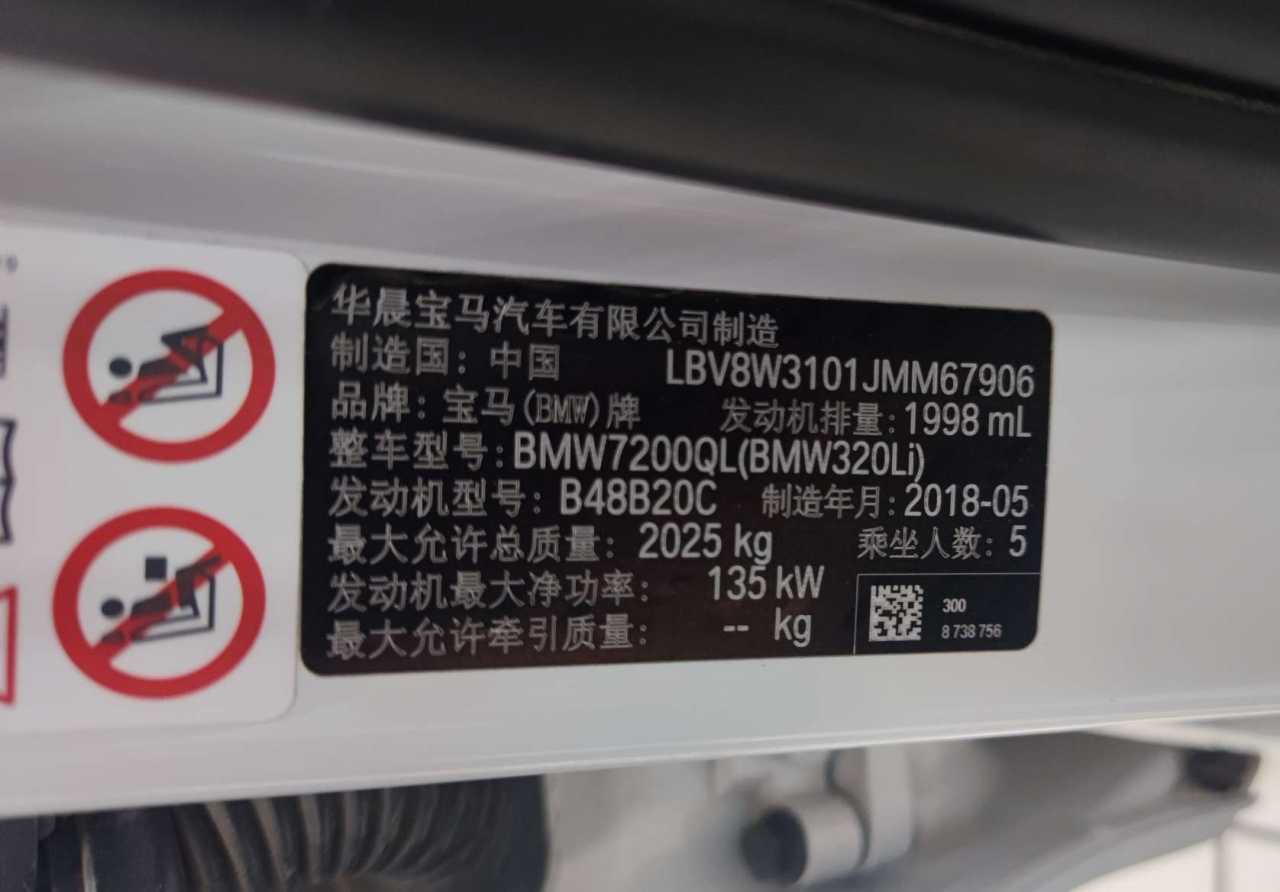 华晨宝马汽车有限公司制造
制造国：中国 LBV8W3101JMM67906
品牌：宝马(BMW)牌 发动机排量：1998 mL
整车型号：BMW7200QL(BMW320Li)
发动机型号：B48B20C 制造年月：2018-05
最大允许总质量：2025 kg 乘坐人数：5
发动机最大净功率：135 kW
最大允许牵引质量：-- kg
300
8 738 756